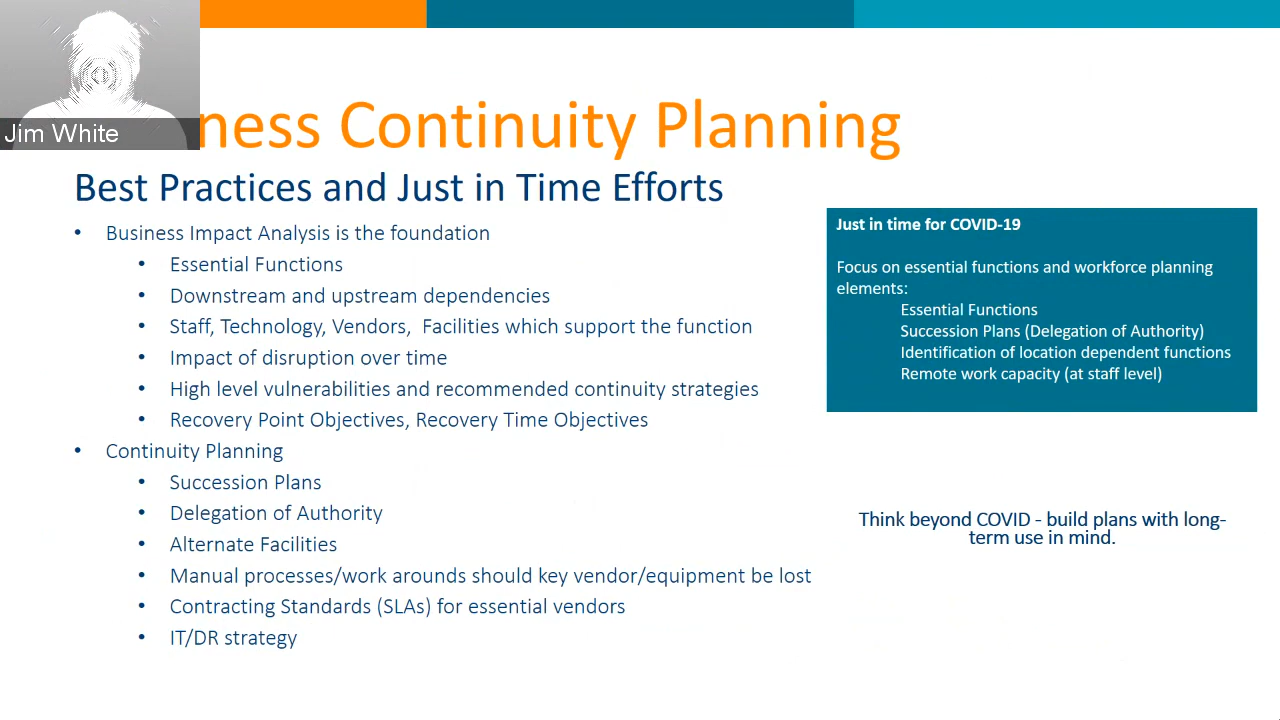 Jim White
ness Continuity Planning
Best Practices and Just in Time Efforts
• Business Impact Analysis is the foundation
• Essential Functions
• Downstream and upstream dependencies
• Staff, Technology, Vendors, Facilities which support the function
• Impact of disruption over time
• High level vulnerabilities and recommended continuity strategies
• Recovery Point Objectives, Recovery Time Objectives
• Continuity Planning
• Succession Plans
• Delegation of Authority
• Alternate Facilities
• Manual processes/work arounds should key vendor/equipment be lost
• Contracting Standards (SLAs) for essential vendors
• IT/DR strategy
Just in time for COVID-19
Focus on essential functions and workforce planning
elements:
Essential Functions
Succession Plans (Delegation of Authority)
Identification of location dependent functions
Remote work capacity (at staff level)
Think beyond COVID - build plans with long-
term use in mind.